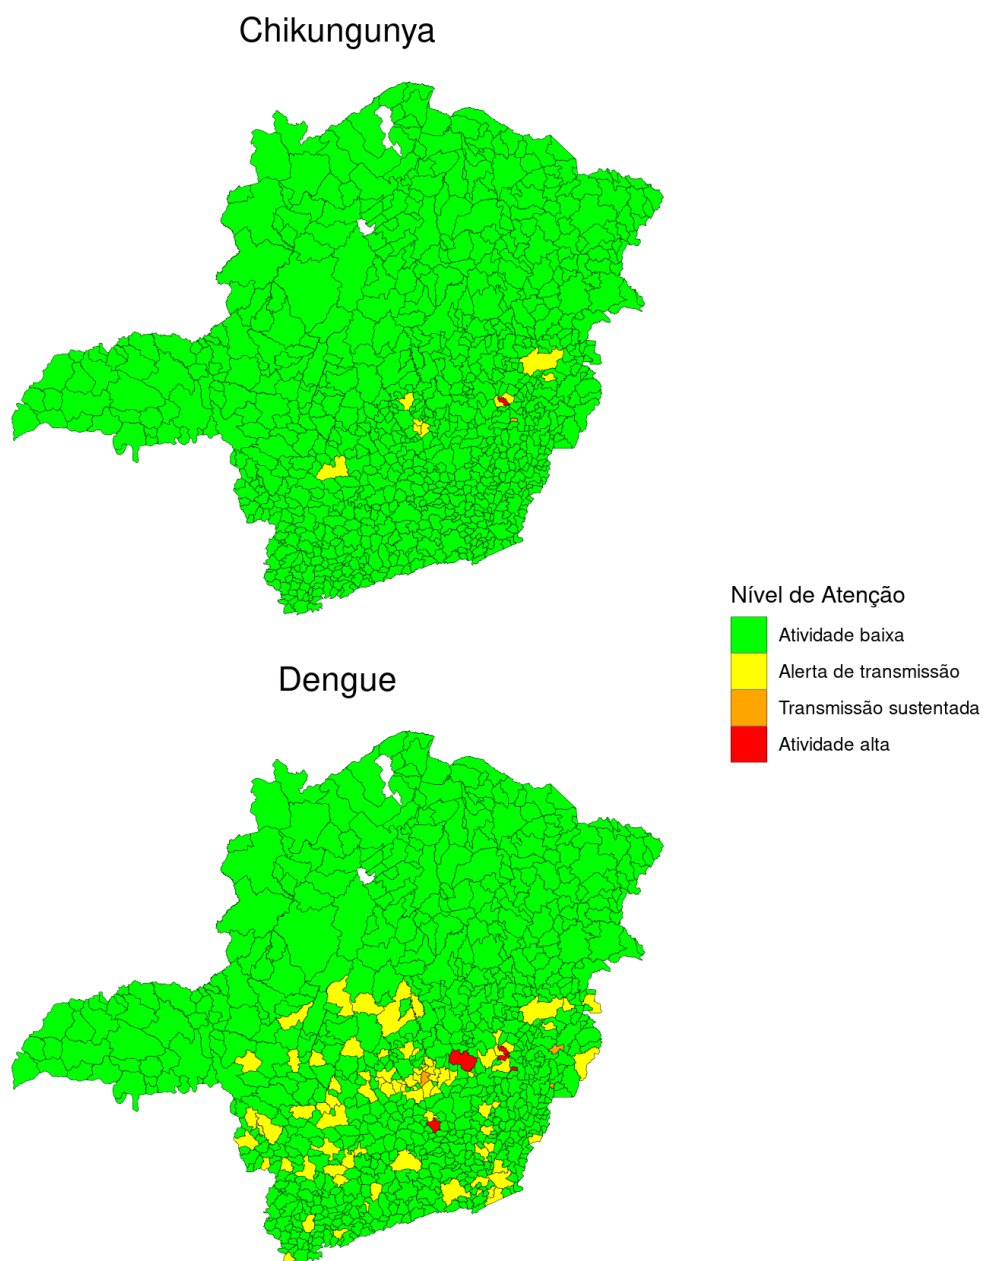 Chikungunya
Nível de Atenção
Atividade baixa
Alerta de transmissão
Transmissão sustentada
Atividade alta
Dengue